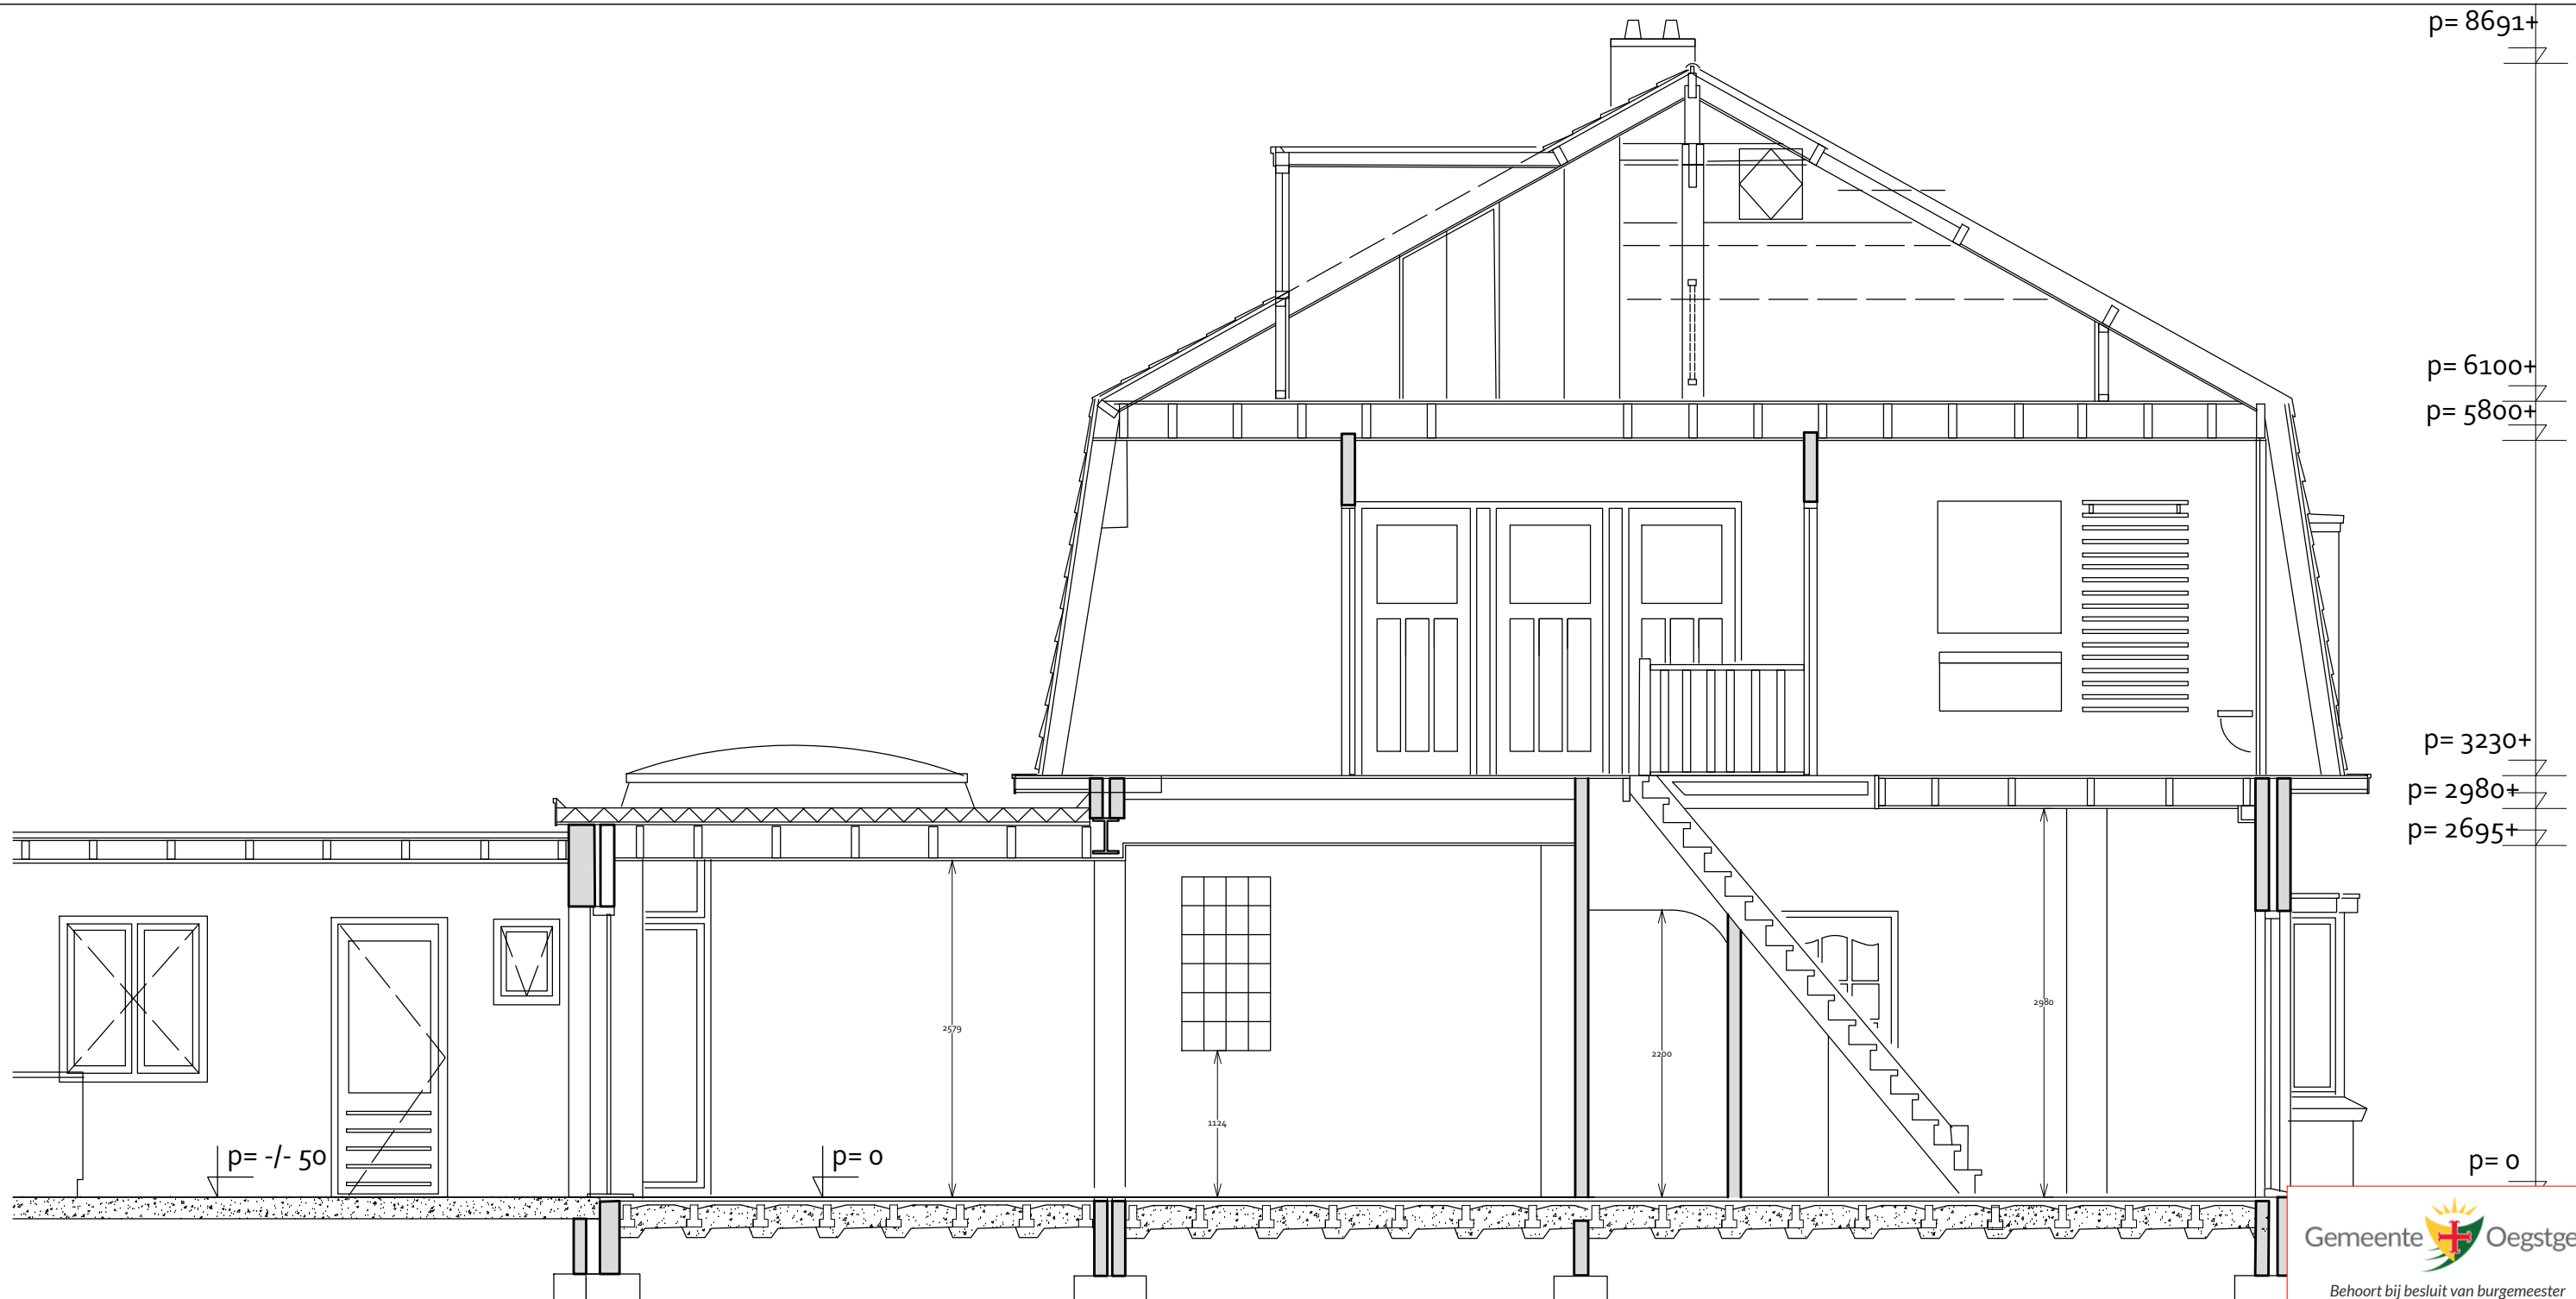 p= 8691+
p= 6100+
p= 5800+
p= 3230+
p= 2980+
p= 2695+
2579
2980
2200
1124
p= -/- 50
p= 0
p= 0
Gemeente Oegstge
Behoort bij besluit van burgemeester